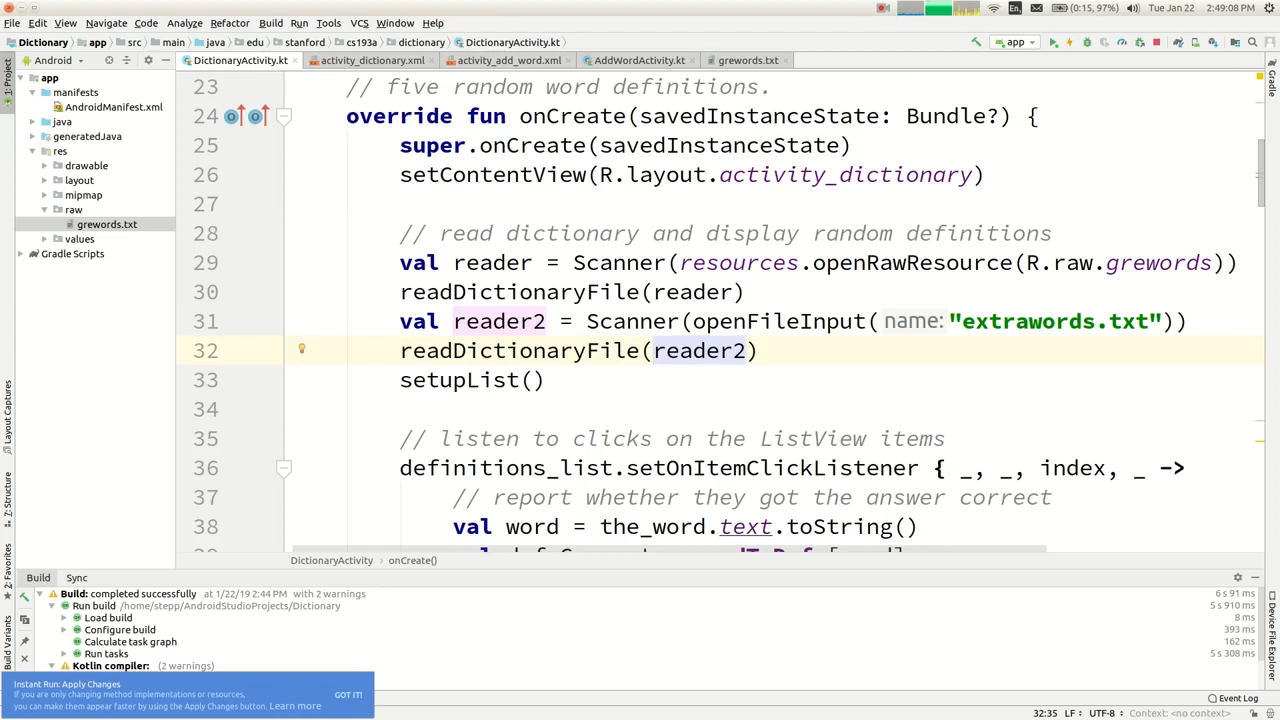 (0:15, 97%) Tue Jan 22 2:49:08 PM
File Edit View Navigate Code Analyze Refactor Build Run Tools VCS Window Help
Dictionary app src main java edu stanford cs193a dictionary DictionaryActivity.kt app
Android DictionaryActivity.kt activity_dictionary.xml activity_add_word.xml AddWordActivity.kt grewords.txt
1: Project
Layout Captures
7: Structure
2: Favorites
Build Variants
app
manifests
AndroidManifest.xml
java
generatedJava
res
drawable
layout
mipmap
raw
grewords.txt
values
Gradle Scripts
23 // five random word definitions.
24 override fun onCreate(savedInstanceState: Bundle?) {
25 super.onCreate(savedInstanceState)
26 setContentView(R.layout.activity_dictionary)
27
28 // read dictionary and display random definitions
29 val reader = Scanner(resources.openRawResource(R.raw.grewords))
30 readDictionaryFile(reader)
31 val reader2 = Scanner(openFileInput( name: "extrawords.txt"))
32 readDictionaryFile(reader2)
33 setupList()
34
35 // listen to clicks on the ListView items
36 definitions_list.setOnItemClickListener { _, _, index, _ ->
37 // report whether they got the answer correct
38 val word = the_word.text.toString()
DictionaryActivity › onCreate()
Gradle
Device File Explorer
Build Sync
Build: completed successfully at 1/22/19 2:44 PM with 2 warnings 6 s 91 ms
Run build /home/stepp/AndroidStudioProjects/Dictionary 5 s 910 ms
Load build 8 ms
Configure build 393 ms
Calculate task graph 162 ms
Run tasks 5 s 308 ms
Kotlin compiler: (2 warnings)
Instant Run: Apply Changes
If you are only changing method implementations or resources,
you can make them appear faster by using the Apply Changes button. Learn more
GOT IT!
Event Log
32:35 LF UTF-8 Context: <no context>